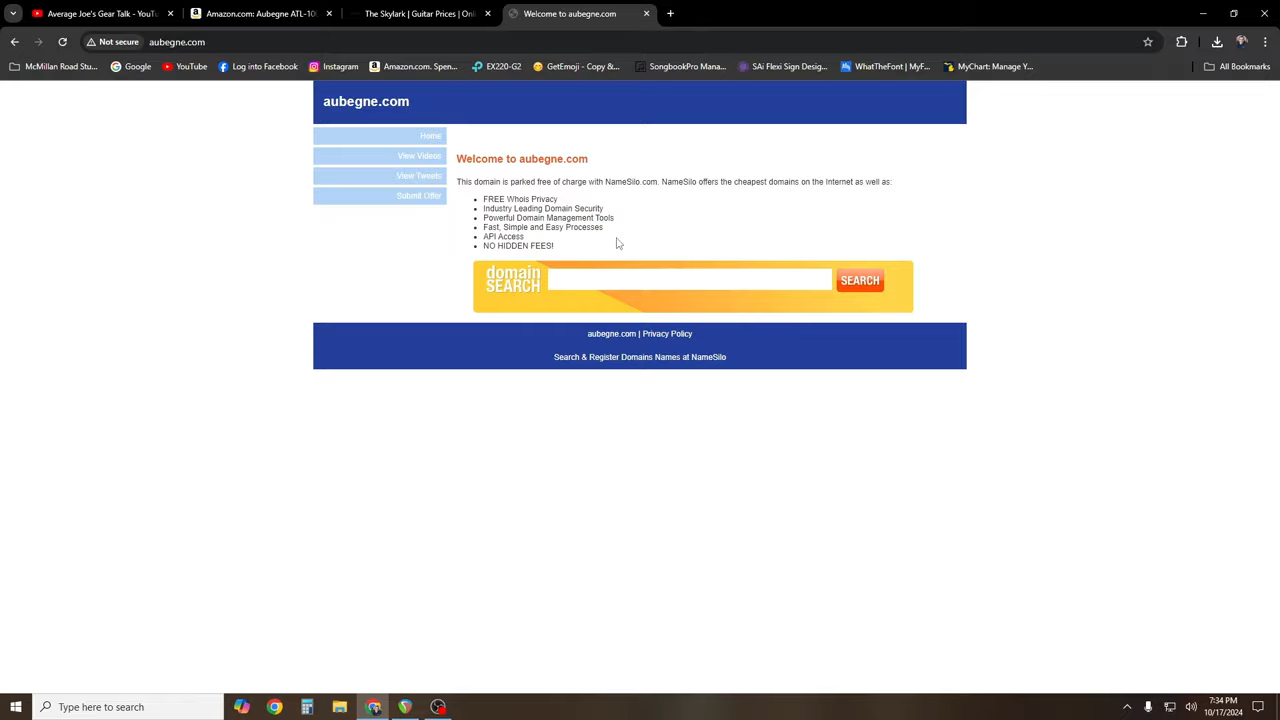 Average Joe's Gear Talk - YouTu
Amazon.com: Aubegne ATL-10
The Skylark | Guitar Prices | Onl
Welcome to aubegne.com
Not secure
aubegne.com
McMillan Road Stu...
Google
YouTube
Log into Facebook
Instagram
Amazon.com. Spen...
EX220-G2
GetEmoji - Copy &...
SongbookPro Mana...
SAi Flexi Sign Desig...
WhatTheFont | MyF...
MyChart: Manage Y...
All Bookmarks
aubegne.com
Home
View Videos
View Tweets
Submit Offer
Welcome to aubegne.com
This domain is parked free of charge with NameSilo.com. NameSilo offers the cheapest domains on the Internet as well as:
FREE Whois Privacy
Industry Leading Domain Security
Powerful Domain Management Tools
Fast, Simple and Easy Processes
API Access
NO HIDDEN FEES!
domain
SEARCH
SEARCH
aubegne.com | Privacy Policy
Search & Register Domains Names at NameSilo
Type here to search
7:34 PM
10/17/2024